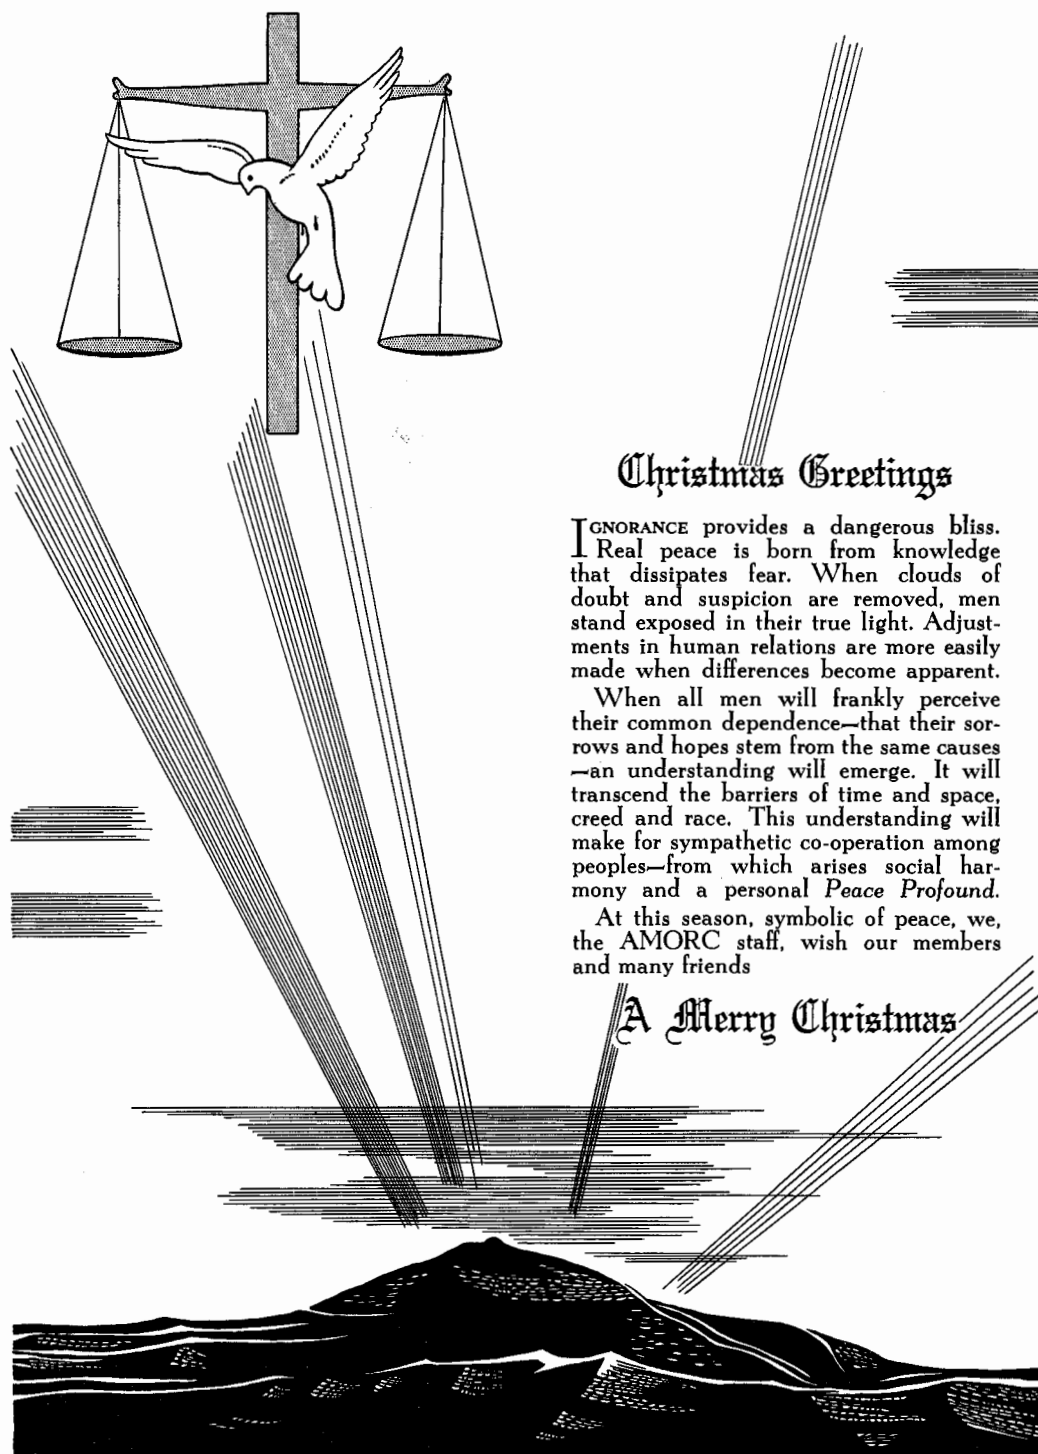 Christmas Greetings
IGNORANCE provides a dangerous bliss.
Real peace is born from knowledge
that dissipates fear. When clouds of
doubt and suspicion are removed, men
stand exposed in their true light. Adjust-
ments in human relations are more easily
made when differences become apparent.
When all men will frankly perceive
their common dependence—that their sor-
rows and hopes stem from the same causes
—an understanding will emerge. It will
transcend the barriers of time and space,
creed and race. This understanding will
make for sympathetic co-operation among
peoples—from which arises social har-
mony and a personal Peace Profound.
At this season, symbolic of peace, we,
the AMORC staff, wish our members
and many friends
A Merry Christmas